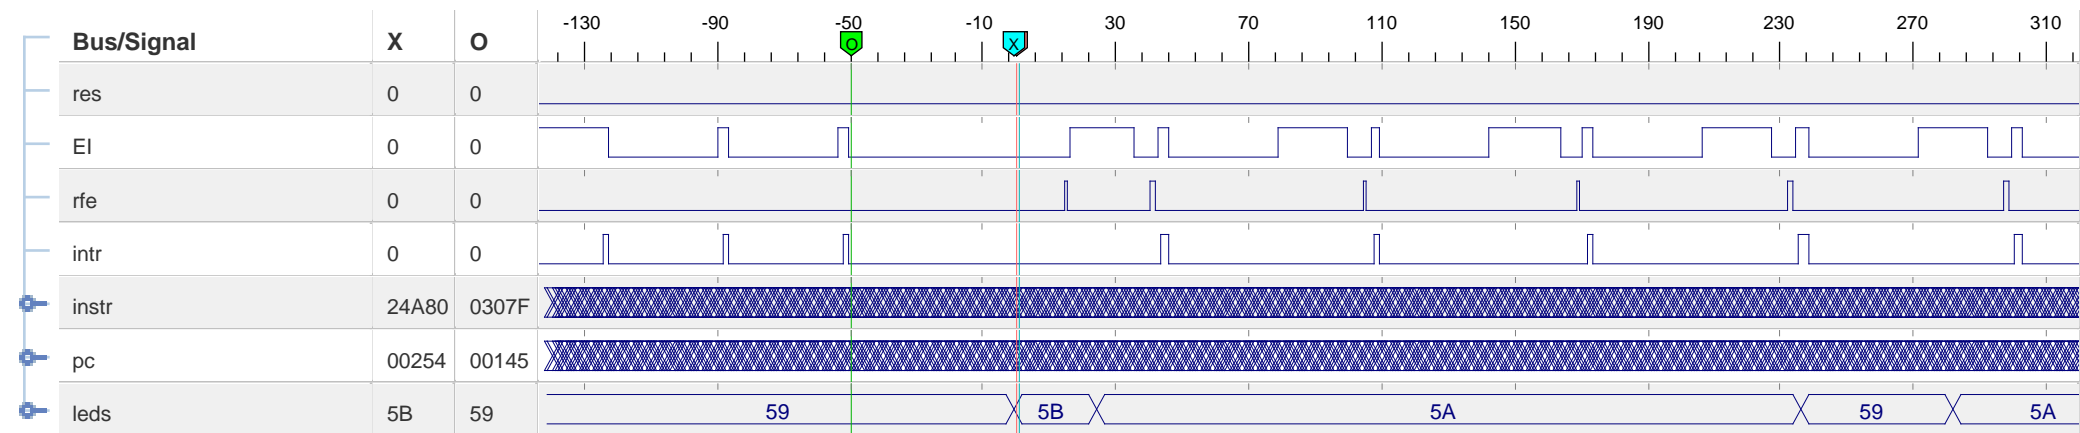 -130 -90 -50 -10 30 70 110 150 190 230 270 310
Bus/Signal X O O X
res 0 0
EI 0 0
rfe 0 0
intr 0 0
instr 24A80 0307F
pc 00254 00145
leds 5B 59 59 5B 5A 59 5A